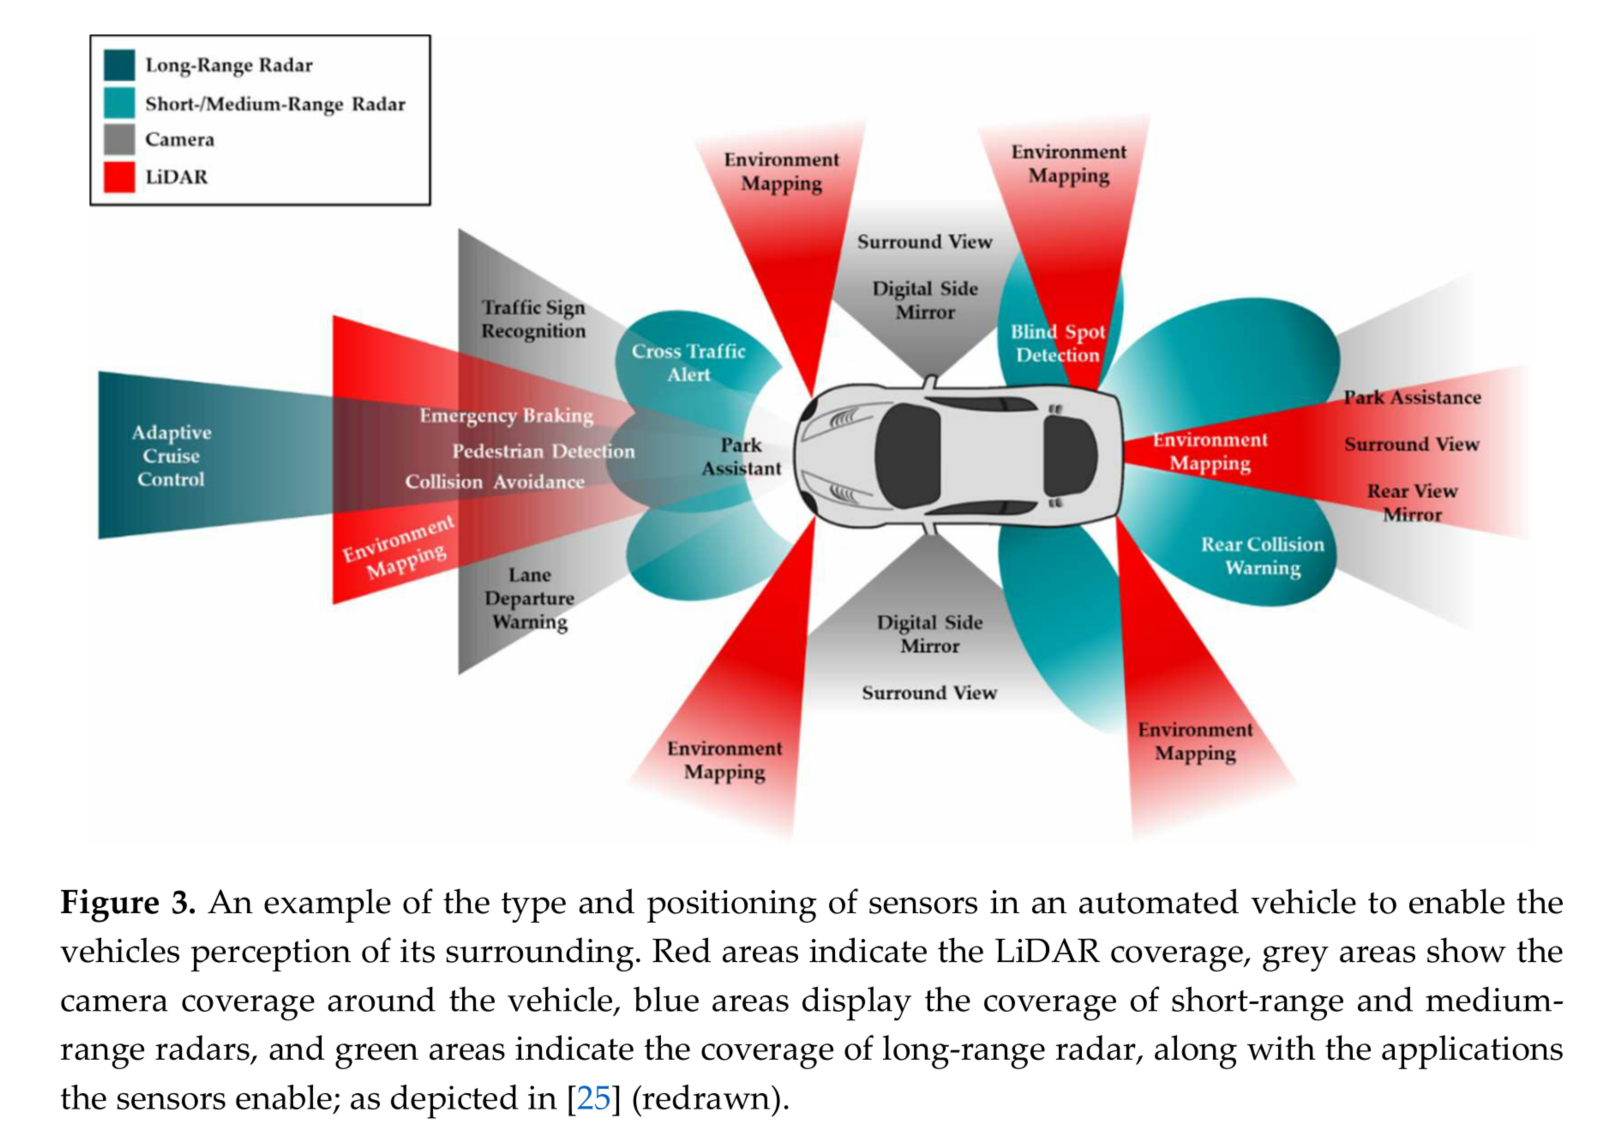 Long-Range Radar
Short-/Medium-Range Radar
Camera
LiDAR
Environment
Mapping
Environment
Mapping
Surround View
Digital Side
Mirror
Traffic Sign
Recognition
Cross Traffic
Alert
Blind Spot
Detection
Adaptive
Cruise
Control
Emergency Braking
Pedestrian Detection
Collision Avoidance
Park
Assistant
Environment
Mapping
Park Assistance
Surround View
Rear View
Mirror
Environment
Mapping
Lane
Departure
Warning
Rear Collision
Warning
Digital Side
Mirror
Surround View
Environment
Mapping
Environment
Mapping
Figure 3. An example of the type and positioning of sensors in an automated vehicle to enable the
vehicles perception of its surrounding. Red areas indicate the LiDAR coverage, grey areas show the
camera coverage around the vehicle, blue areas display the coverage of short-range and medium-
range radars, and green areas indicate the coverage of long-range radar, along with the applications
the sensors enable; as depicted in [25] (redrawn).